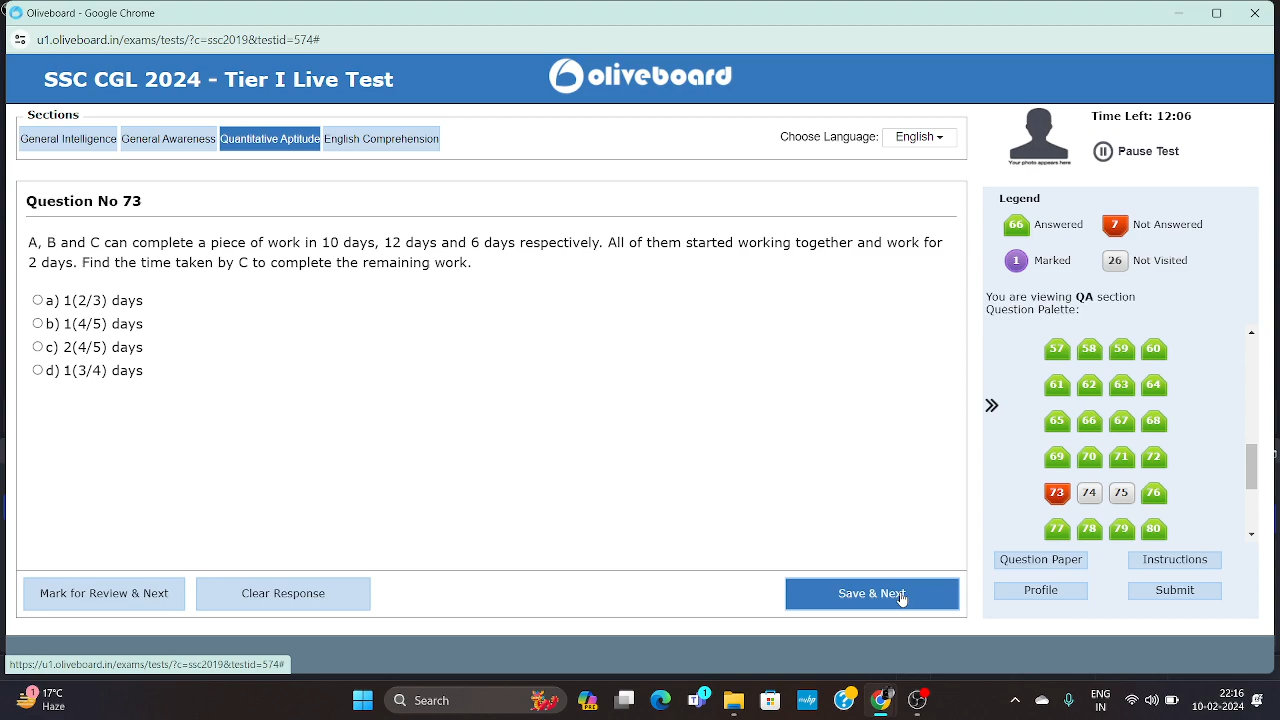 Oliveboard - Google Chrome
u1.oliveboard.in/exams/tests/?c=ssc2019&testid=574#
SSC CGL 2024 - Tier I Live Test
oliveboard
Sections
General Intelligence General Awareness Quantitative Aptitude English Comprehension
Choose Language: English
Your photo appears here
Time Left: 12:06
Pause Test
Question No 73
A, B and C can complete a piece of work in 10 days, 12 days and 6 days respectively. All of them started working together and work for
2 days. Find the time taken by C to complete the remaining work.
a) 1(2/3) days
b) 1(4/5) days
c) 2(4/5) days
d) 1(3/4) days
Mark for Review & Next
Clear Response
Save & Next
Legend
66 Answered 7 Not Answered
1 Marked 26 Not Visited
You are viewing QA section
Question Palette:
57 58 59 60
61 62 63 64
65 66 67 68
69 70 71 72
73 74 75 76
77 78 79 80
Question Paper Instructions
Profile Submit
https://u1.oliveboard.in/exams/tests/?c=ssc2019&testid=574#
1
17°C
Haze
Search
1
ENG
IN
22:16
10-02-2024